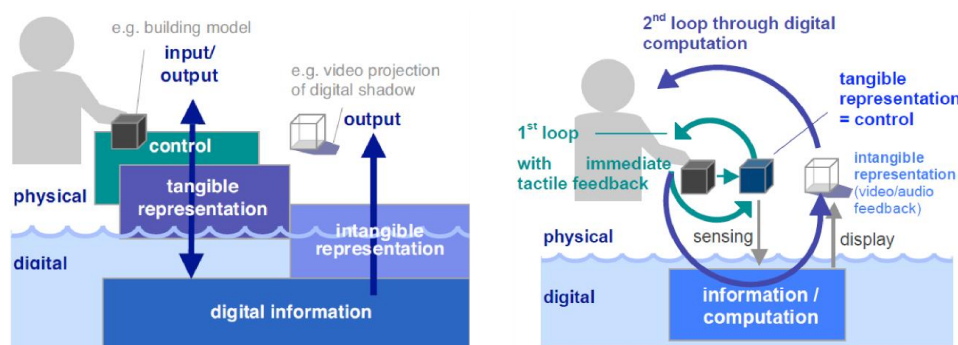 e.g. building model
input/
output
e.g. video projection
of digital shadow
output
control
tangible
representation
physical
intangible
representation
digital
digital information
2nd loop through digital
computation
tangible
representation
= control
1st loop
with immediate
tactile feedback
intangible
representation
(video/audio
feedback)
sensing
display
physical
digital
information /
computation